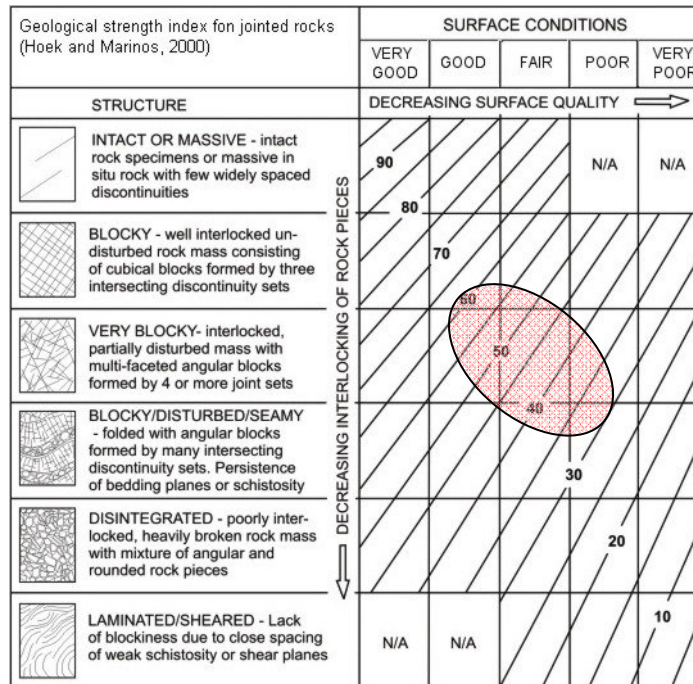 Geological strength index fon jointed rocks
(Hoek and Marinos, 2000)
SURFACE CONDITIONS
VERY GOOD
GOOD
FAIR
POOR
VERY POOR
STRUCTURE
DECREASING SURFACE QUALITY
DECREASING INTERLOCKING OF ROCK PIECES
INTACT OR MASSIVE - intact
rock specimens or massive in
situ rock with few widely spaced
discontinuities
90
80
N/A
N/A
BLOCKY - well interlocked un-
disturbed rock mass consisting
of cubical blocks formed by three
intersecting discontinuity sets
70
60
VERY BLOCKY- interlocked,
partially disturbed mass with
multi-faceted angular blocks
formed by 4 or more joint sets
50
40
BLOCKY/DISTURBED/SEAMY
- folded with angular blocks
formed by many intersecting
discontinuity sets. Persistence
of bedding planes or schistosity
30
DISINTEGRATED - poorly inter-
locked, heavily broken rock mass
with mixture of angular and
rounded rock pieces
20
LAMINATED/SHEARED - Lack
of blockiness due to close spacing
of weak schistosity or shear planes
N/A
N/A
10